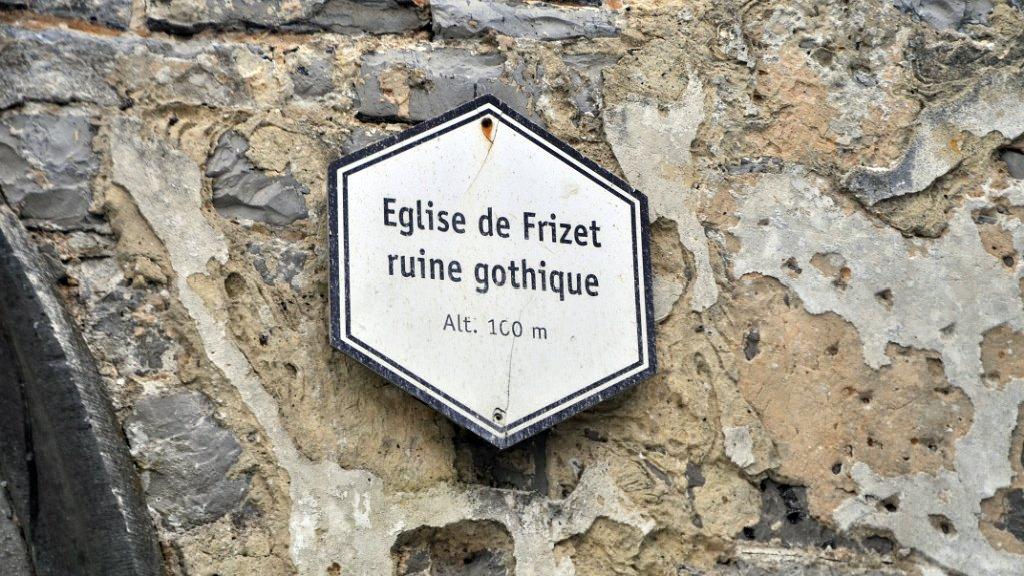 Eglise de Frizet
ruine gothique
Alt. 100 m